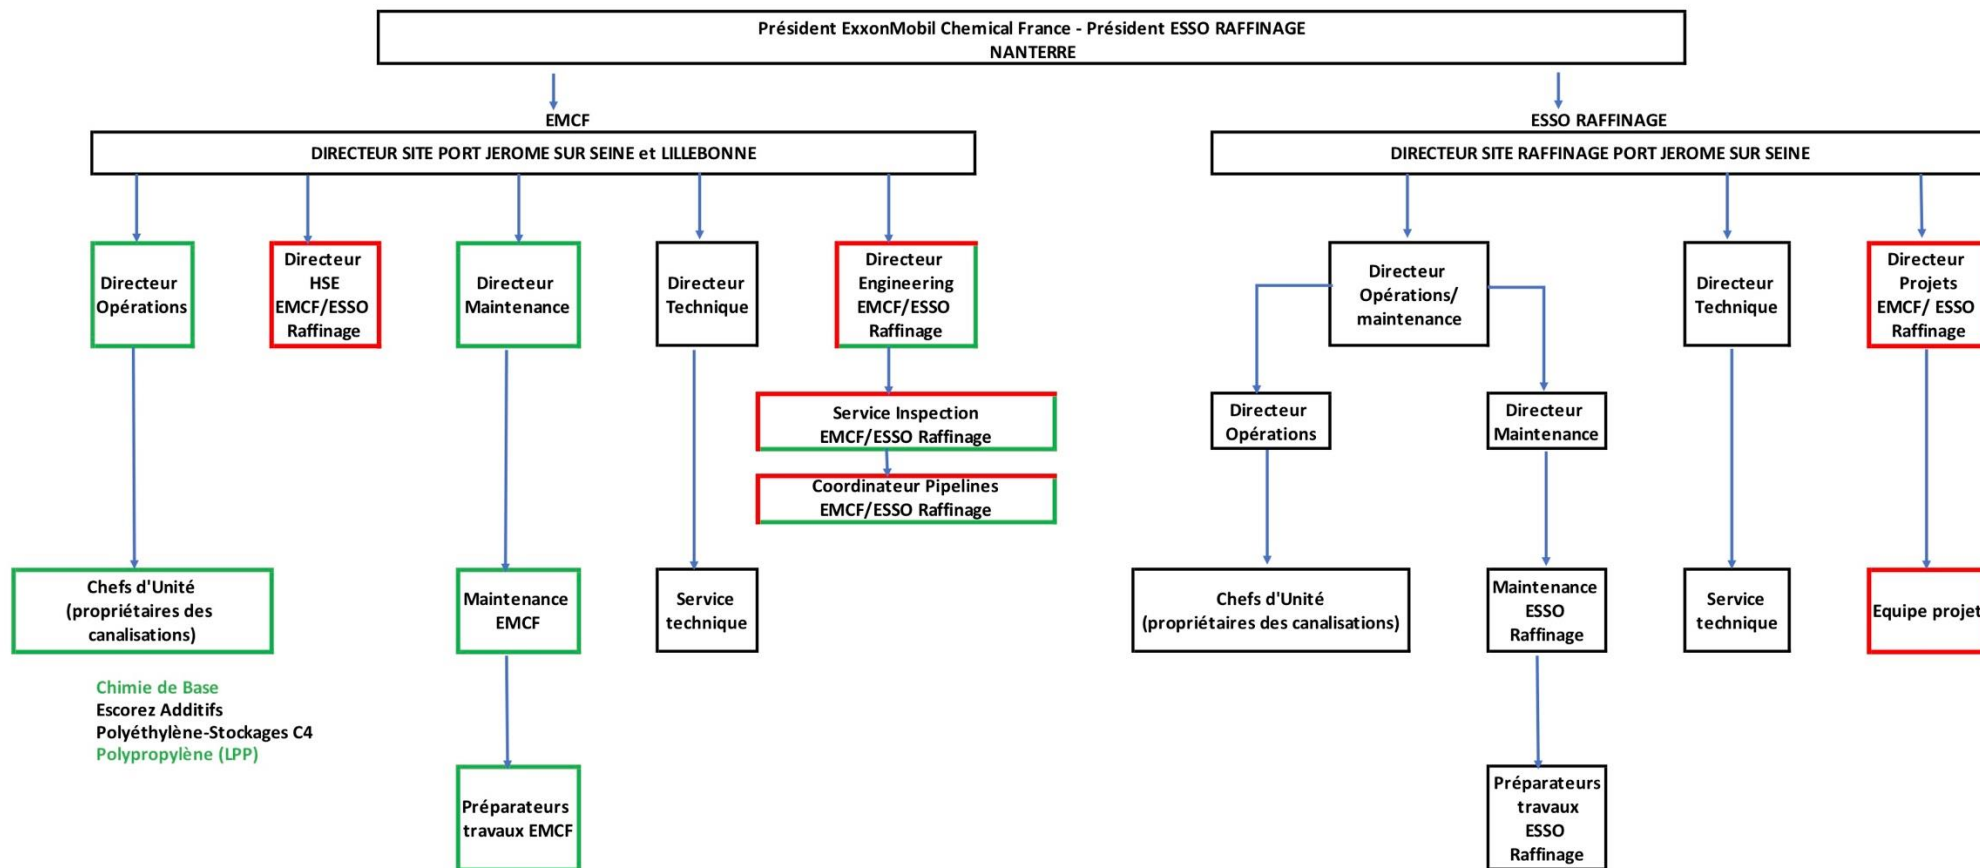 Président ExxonMobil Chemical France - Président ESSO RAFFINAGE
NANTERRE
EMCF
DIRECTEUR SITE PORT JEROME SUR SEINE et LILLEBONNE
ESSO RAFFINAGE
DIRECTEUR SITE RAFFINAGE PORT JEROME SUR SEINE
Directeur
Opérations
Directeur
HSE
EMCF/ESSO
Raffinage
Directeur
Maintenance
Directeur
Technique
Directeur
Engineering
EMCF/ESSO
Raffinage
Directeur
Opérations/
maintenance
Directeur
Technique
Directeur
Projets
EMCF/ ESSO
Raffinage
Service Inspection
EMCF/ESSO Raffinage
Coordinateur Pipelines
EMCF/ESSO Raffinage
Directeur
Opérations
Directeur
Maintenance
Chefs d'Unité
(propriétaires des
canalisations)
Maintenance
EMCF
Service
technique
Chefs d'Unité
(propriétaires des canalisations)
Maintenance
ESSO
Raffinage
Service
technique
Equipe projet
Chimie de Base
Escorez Additifs
Polyéthylène-Stockages C4
Polypropylène (LPP)
Préparateurs
travaux EMCF
Préparateurs
travaux
ESSO
Raffinage